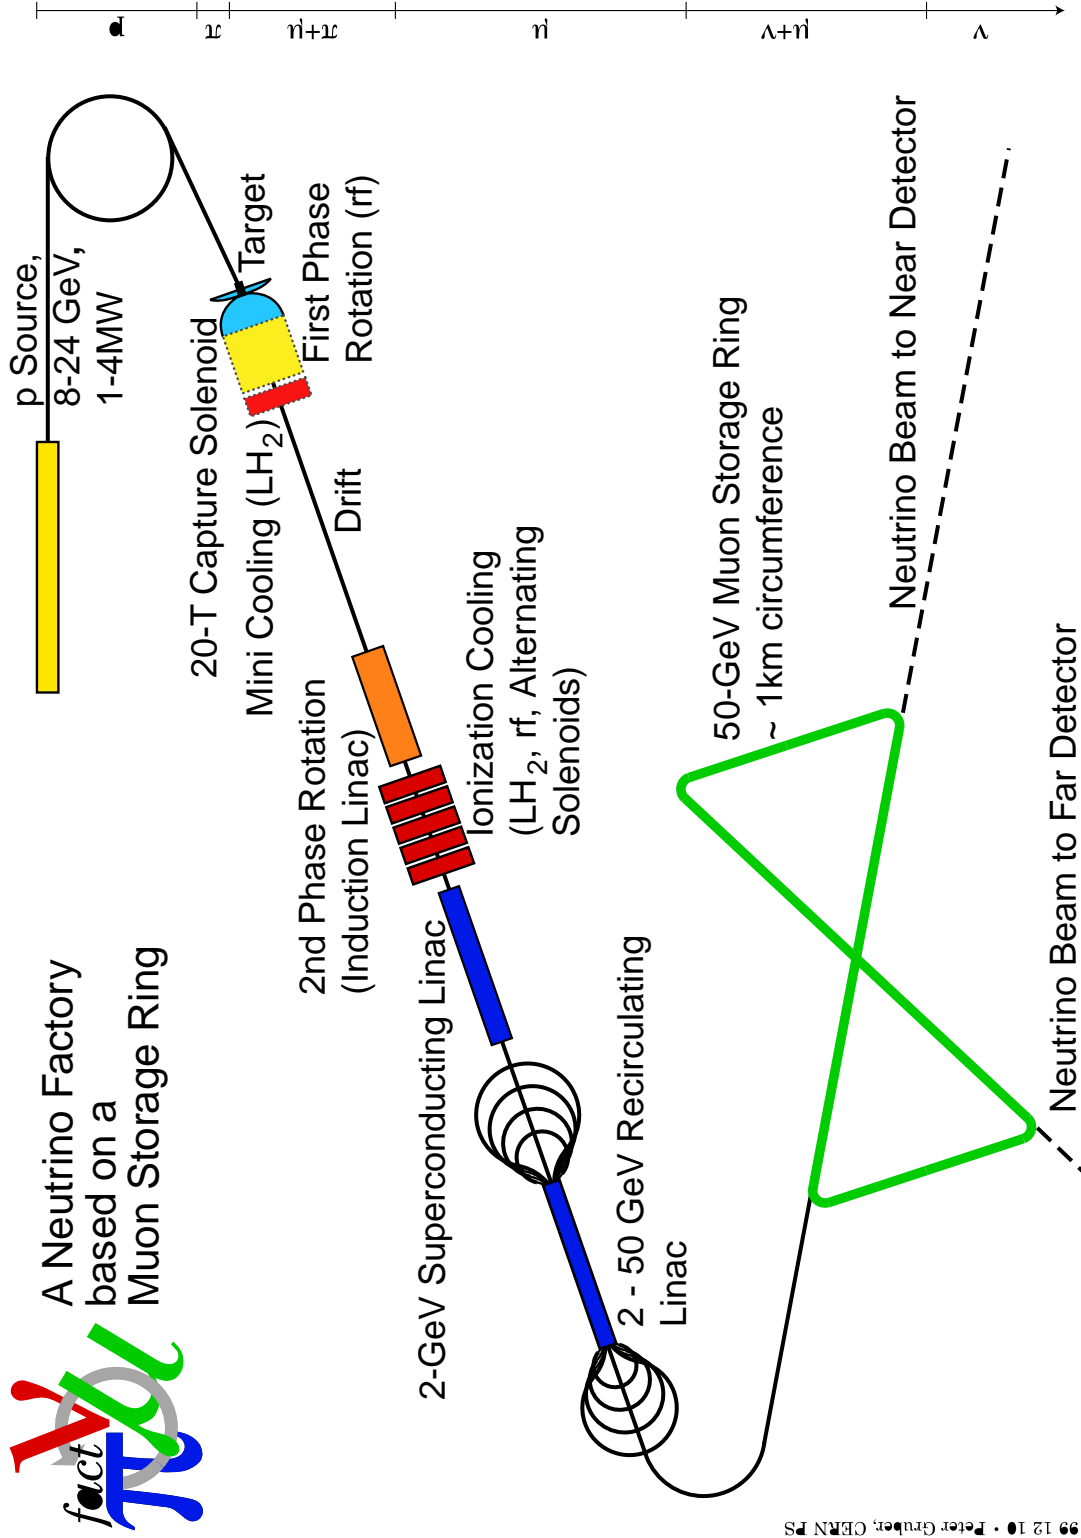 fact
νμπ
A Neutrino Factory
based on a
Muon Storage Ring
p Source,
8-24 GeV,
1-4MW
Target
20-T Capture Solenoid
First Phase
Rotation (rf)
Mini Cooling (LH2)
Drift
2nd Phase Rotation
(Induction Linac)
Ionization Cooling
(LH2, rf, Alternating
Solenoids)
2-GeV Superconducting Linac
2 - 50 GeV Recirculating
Linac
50-GeV Muon Storage Ring
~ 1km circumference
Neutrino Beam to Near Detector
Neutrino Beam to Far Detector
p
π
π+μ
μ
μ+ν
ν
99 12 10 • Peter Gruber, CERN PS